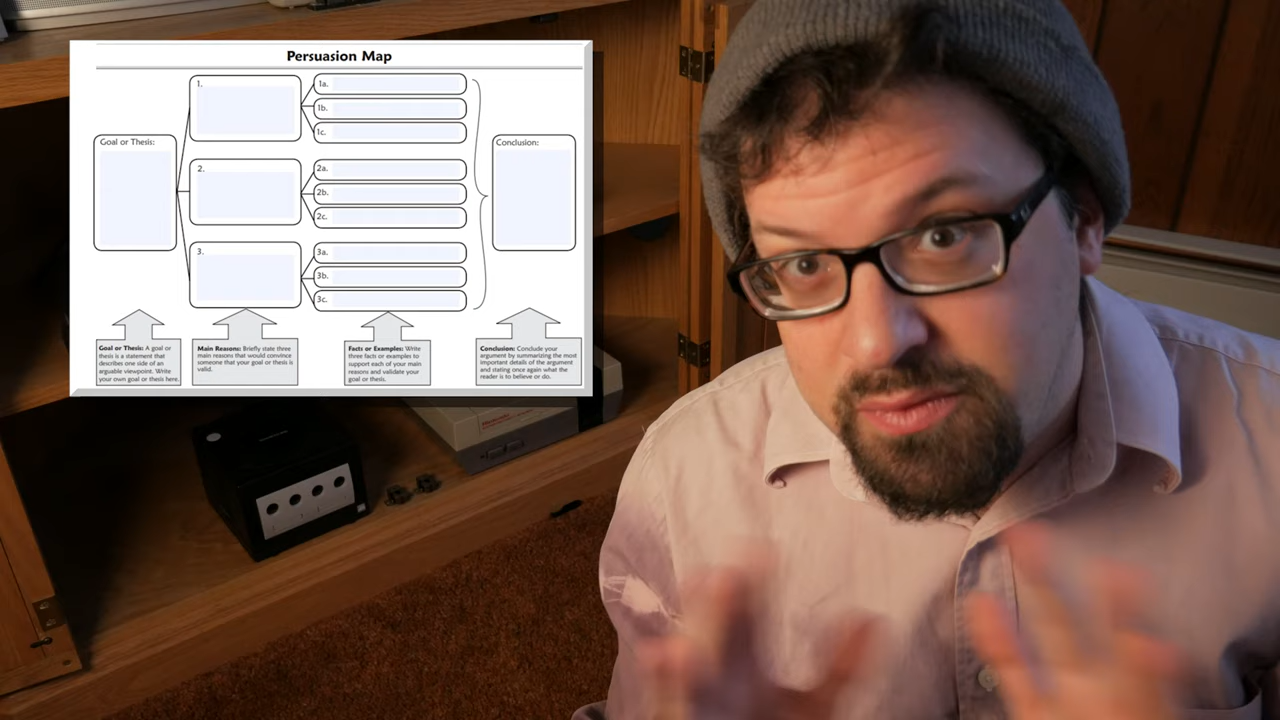 Persuasion Map
Goal or Thesis:
1.
1a.
1b.
1c.
2.
2a.
2b.
2c.
3.
3a.
3b.
3c.
Conclusion:
Goal or Thesis: A goal or
thesis is a statement that
describes one side of an
arguable viewpoint. Write
your own goal or thesis here.
Main Reasons: Briefly state three
main reasons that would convince
someone that your goal or thesis is
valid.
Facts or Examples: Write
three facts or examples to
support each of your main
reasons and validate your
goal or thesis.
Conclusion: Conclude your
argument by summarizing the most
important details of the argument
and stating once again what the
reader is to believe or do.